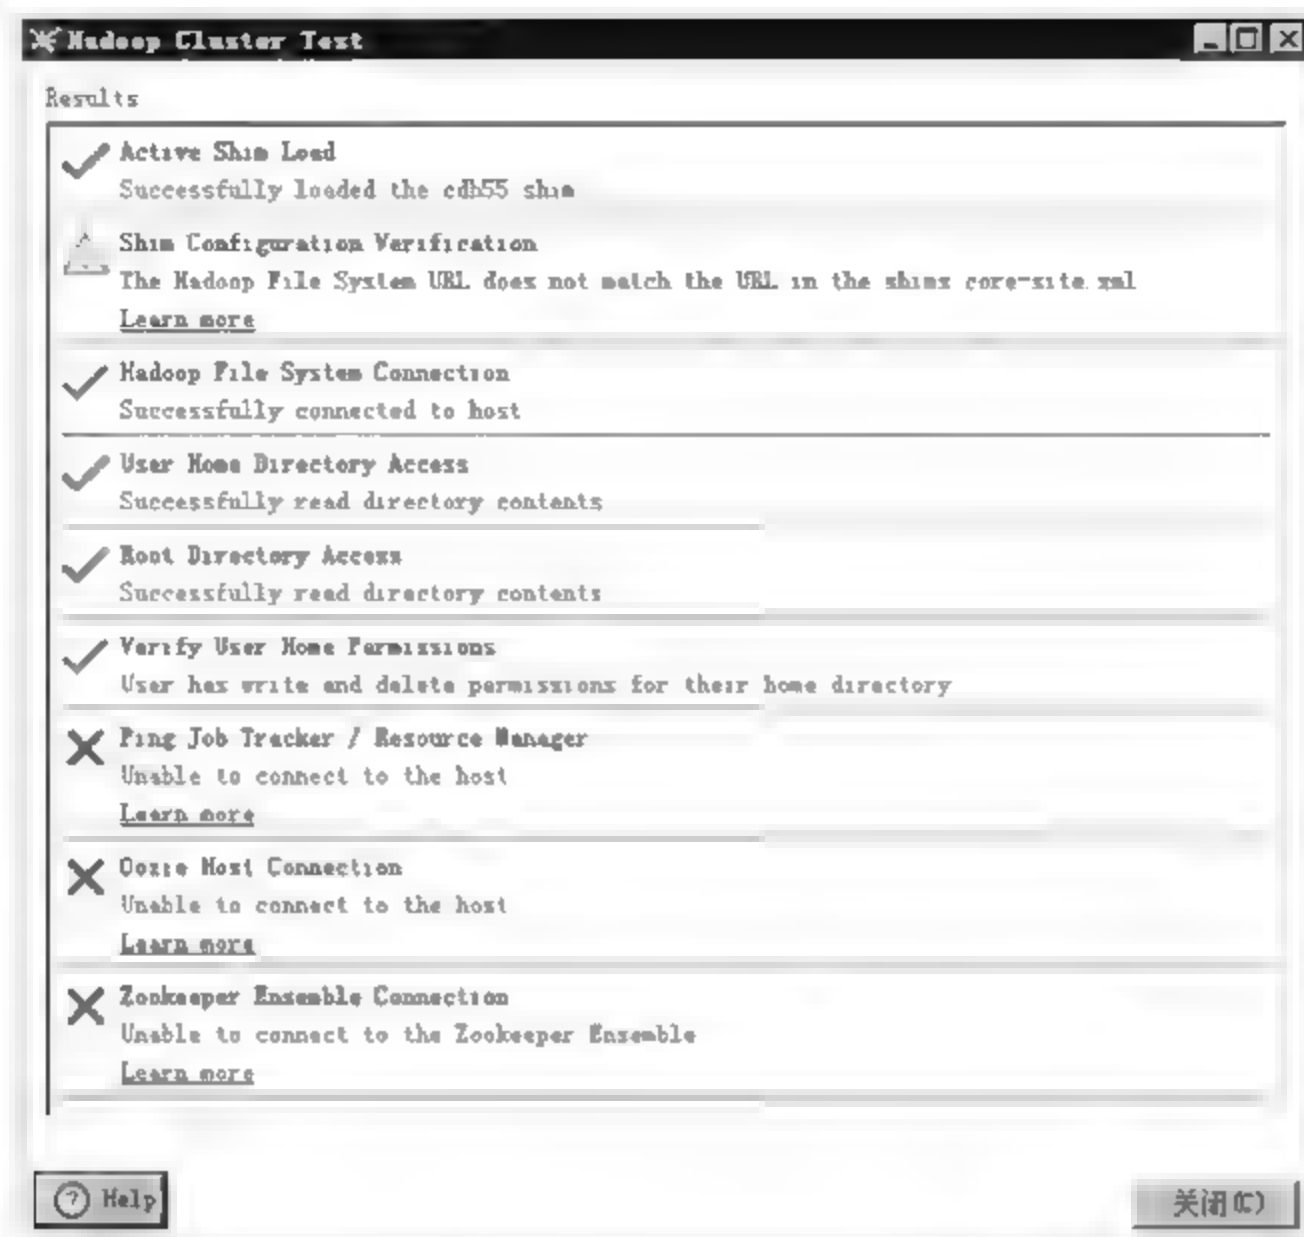 Hadoop Cluster Test
Results
Active Shim Load
Successfully loaded the cdh55 shim
Shim Configuration Verification
The Hadoop File System URL does not match the URL in the shims core-site.xml
Learn more
Hadoop File System Connection
Successfully connected to host
User Home Directory Access
Successfully read directory contents
Root Directory Access
Successfully read directory contents
Verify User Home Permissions
User has write and delete permissions for their home directory
Ping Job Tracker / Resource Manager
Unable to connect to the host
Learn more
Oozie Host Connection
Unable to connect to the host
Learn more
Zookeeper Ensemble Connection
Unable to connect to the Zookeeper Ensemble
Learn more
Help
关闭(C)